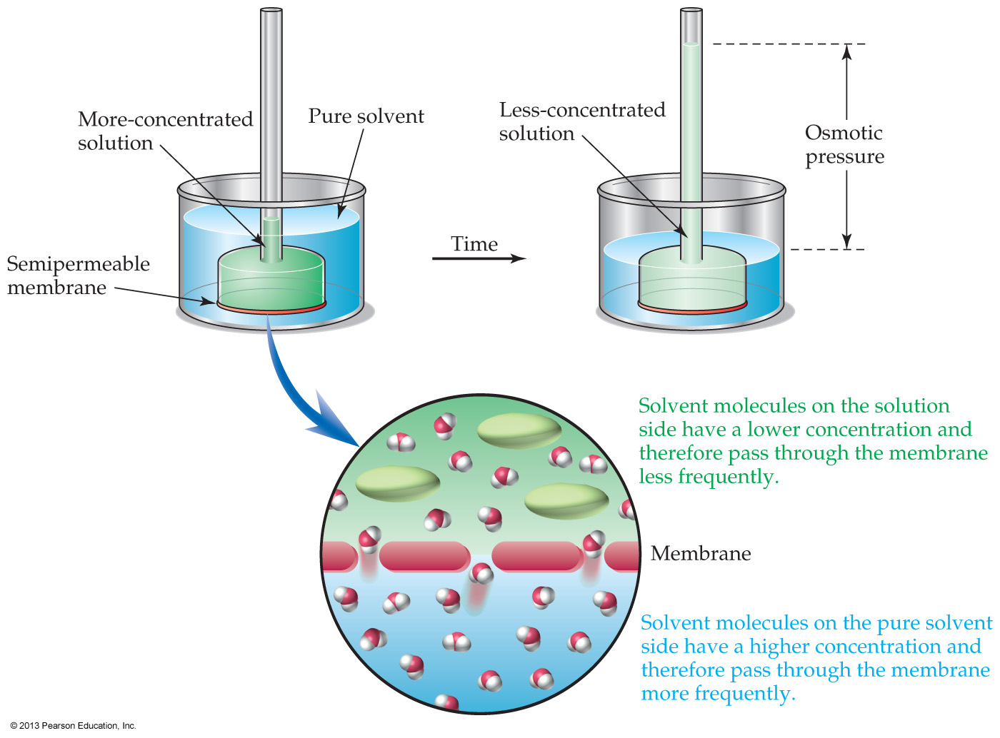 More-concentrated
solution
Pure solvent
Semipermeable
membrane
Time
Less-concentrated
solution
Osmotic
pressure
Solvent molecules on the solution
side have a lower concentration and
therefore pass through the membrane
less frequently.
Membrane
Solvent molecules on the pure solvent
side have a higher concentration and
therefore pass through the membrane
more frequently.
© 2013 Pearson Education, Inc.